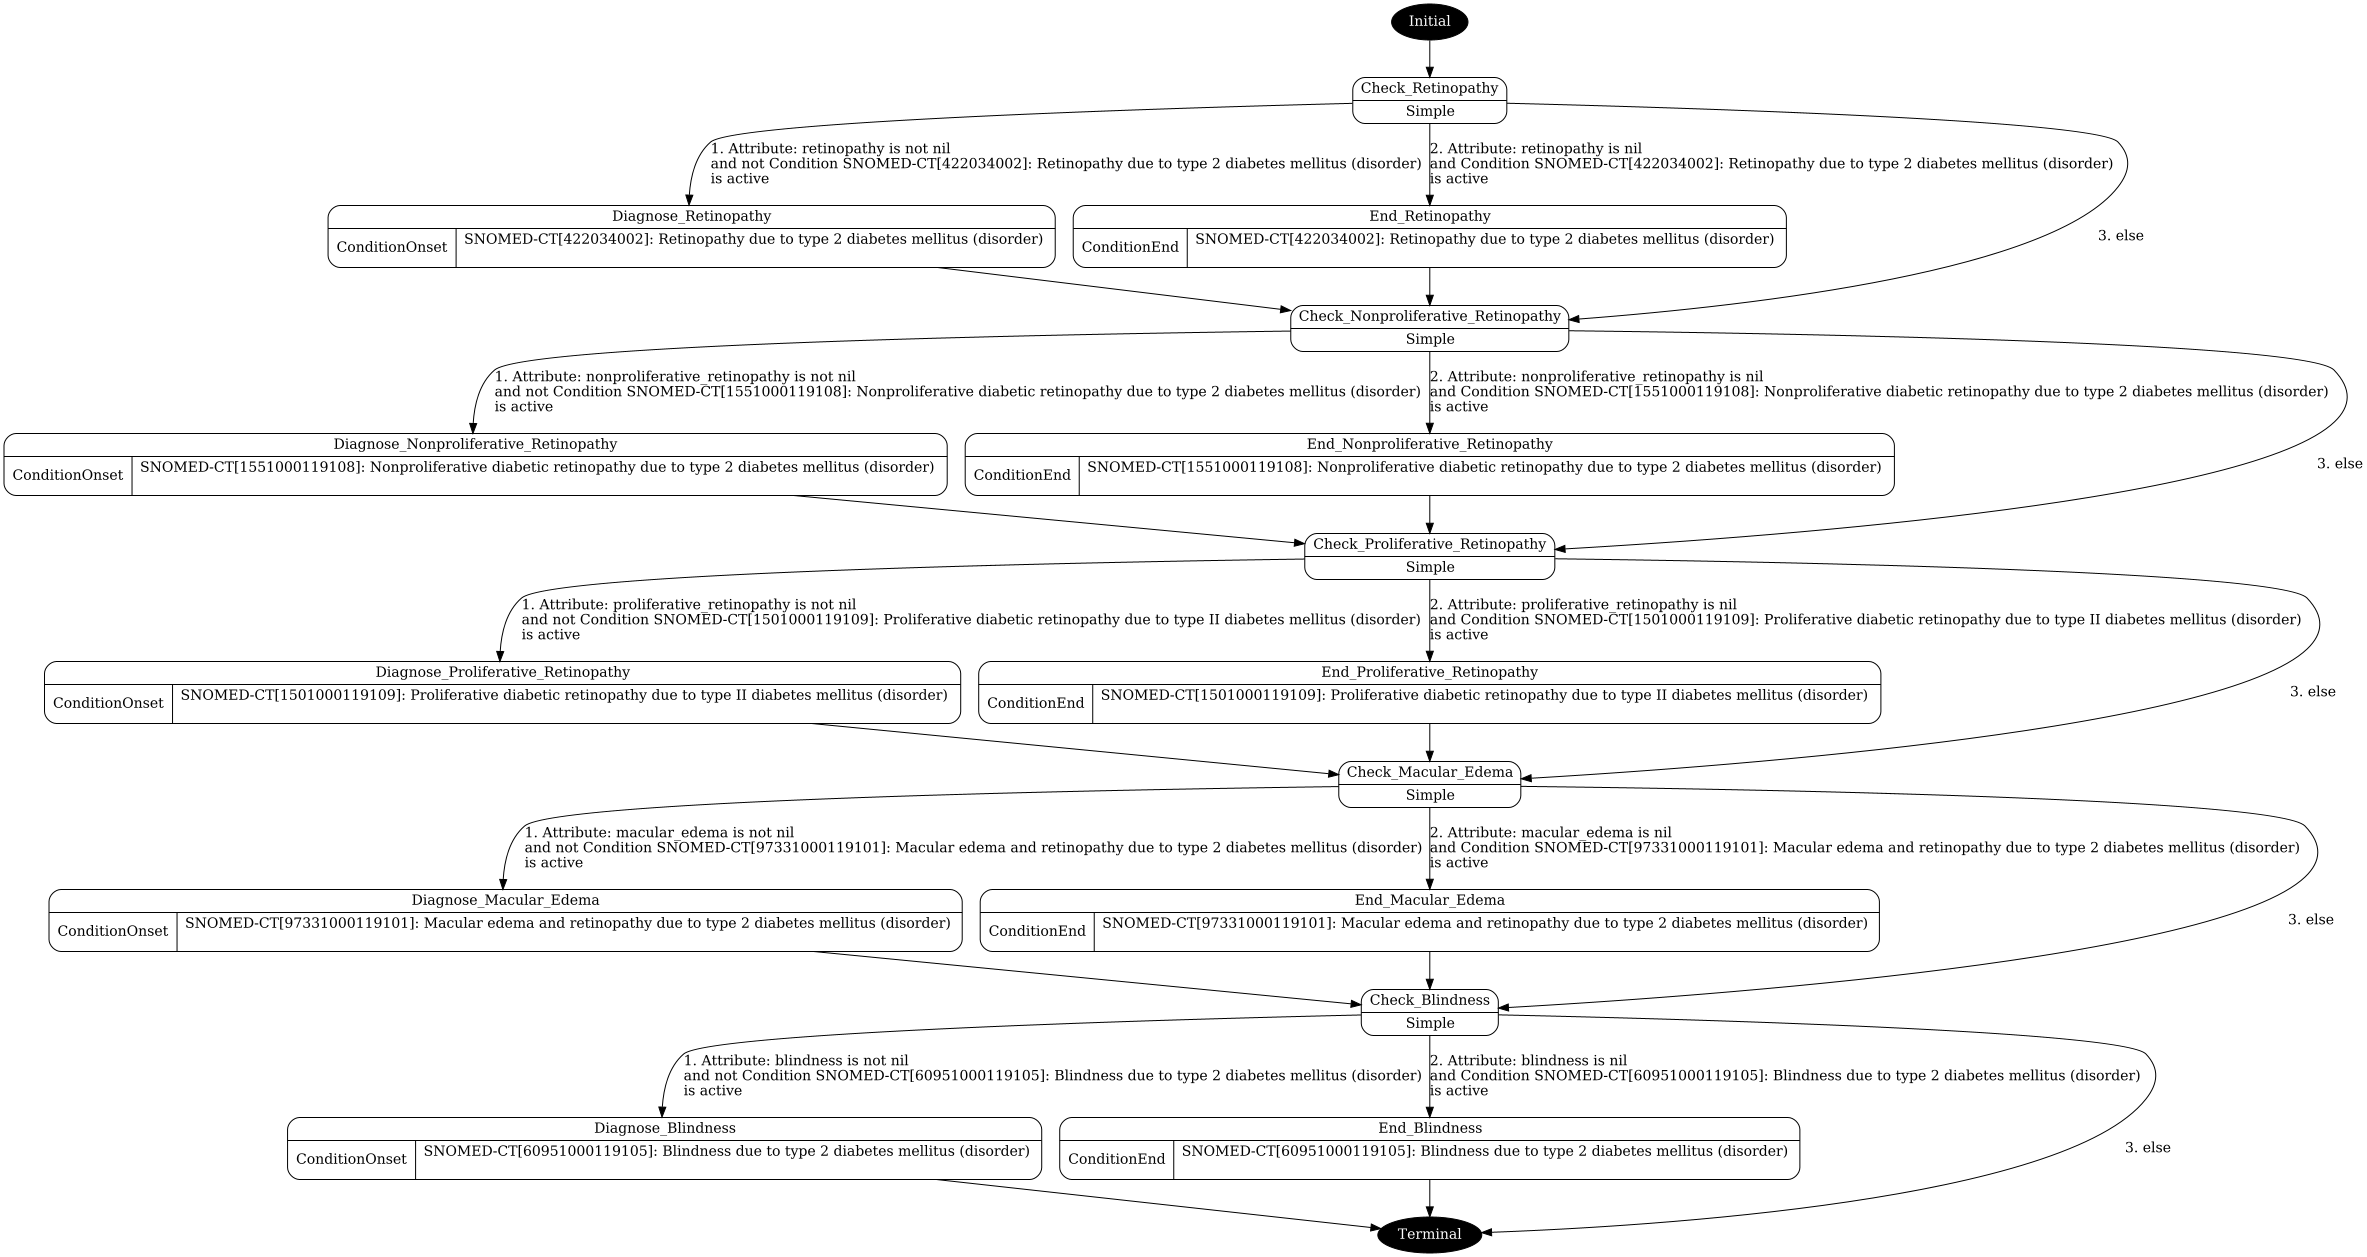 Initial
Check_Retinopathy
Simple
1. Attribute: retinopathy is not nil
and not Condition SNOMED-CT[422034002]: Retinopathy due to type 2 diabetes mellitus (disorder)
is active
2. Attribute: retinopathy is nil
and Condition SNOMED-CT[422034002]: Retinopathy due to type 2 diabetes mellitus (disorder)
is active
3. else
Diagnose_Retinopathy
ConditionOnset
SNOMED-CT[422034002]: Retinopathy due to type 2 diabetes mellitus (disorder)
End_Retinopathy
ConditionEnd
SNOMED-CT[422034002]: Retinopathy due to type 2 diabetes mellitus (disorder)
Check_Nonproliferative_Retinopathy
Simple
1. Attribute: nonproliferative_retinopathy is not nil
and not Condition SNOMED-CT[1551000119108]: Nonproliferative diabetic retinopathy due to type 2 diabetes mellitus (disorder)
is active
2. Attribute: nonproliferative_retinopathy is nil
and Condition SNOMED-CT[1551000119108]: Nonproliferative diabetic retinopathy due to type 2 diabetes mellitus (disorder)
is active
3. else
Diagnose_Nonproliferative_Retinopathy
ConditionOnset
SNOMED-CT[1551000119108]: Nonproliferative diabetic retinopathy due to type 2 diabetes mellitus (disorder)
End_Nonproliferative_Retinopathy
ConditionEnd
SNOMED-CT[1551000119108]: Nonproliferative diabetic retinopathy due to type 2 diabetes mellitus (disorder)
Check_Proliferative_Retinopathy
Simple
1. Attribute: proliferative_retinopathy is not nil
and not Condition SNOMED-CT[1501000119109]: Proliferative diabetic retinopathy due to type II diabetes mellitus (disorder)
is active
2. Attribute: proliferative_retinopathy is nil
and Condition SNOMED-CT[1501000119109]: Proliferative diabetic retinopathy due to type II diabetes mellitus (disorder)
is active
3. else
Diagnose_Proliferative_Retinopathy
ConditionOnset
SNOMED-CT[1501000119109]: Proliferative diabetic retinopathy due to type II diabetes mellitus (disorder)
End_Proliferative_Retinopathy
ConditionEnd
SNOMED-CT[1501000119109]: Proliferative diabetic retinopathy due to type II diabetes mellitus (disorder)
Check_Macular_Edema
Simple
1. Attribute: macular_edema is not nil
and not Condition SNOMED-CT[97331000119101]: Macular edema and retinopathy due to type 2 diabetes mellitus (disorder)
is active
2. Attribute: macular_edema is nil
and Condition SNOMED-CT[97331000119101]: Macular edema and retinopathy due to type 2 diabetes mellitus (disorder)
is active
3. else
Diagnose_Macular_Edema
ConditionOnset
SNOMED-CT[97331000119101]: Macular edema and retinopathy due to type 2 diabetes mellitus (disorder)
End_Macular_Edema
ConditionEnd
SNOMED-CT[97331000119101]: Macular edema and retinopathy due to type 2 diabetes mellitus (disorder)
Check_Blindness
Simple
1. Attribute: blindness is not nil
and not Condition SNOMED-CT[60951000119105]: Blindness due to type 2 diabetes mellitus (disorder)
is active
2. Attribute: blindness is nil
and Condition SNOMED-CT[60951000119105]: Blindness due to type 2 diabetes mellitus (disorder)
is active
3. else
Diagnose_Blindness
ConditionOnset
SNOMED-CT[60951000119105]: Blindness due to type 2 diabetes mellitus (disorder)
End_Blindness
ConditionEnd
SNOMED-CT[60951000119105]: Blindness due to type 2 diabetes mellitus (disorder)
Terminal